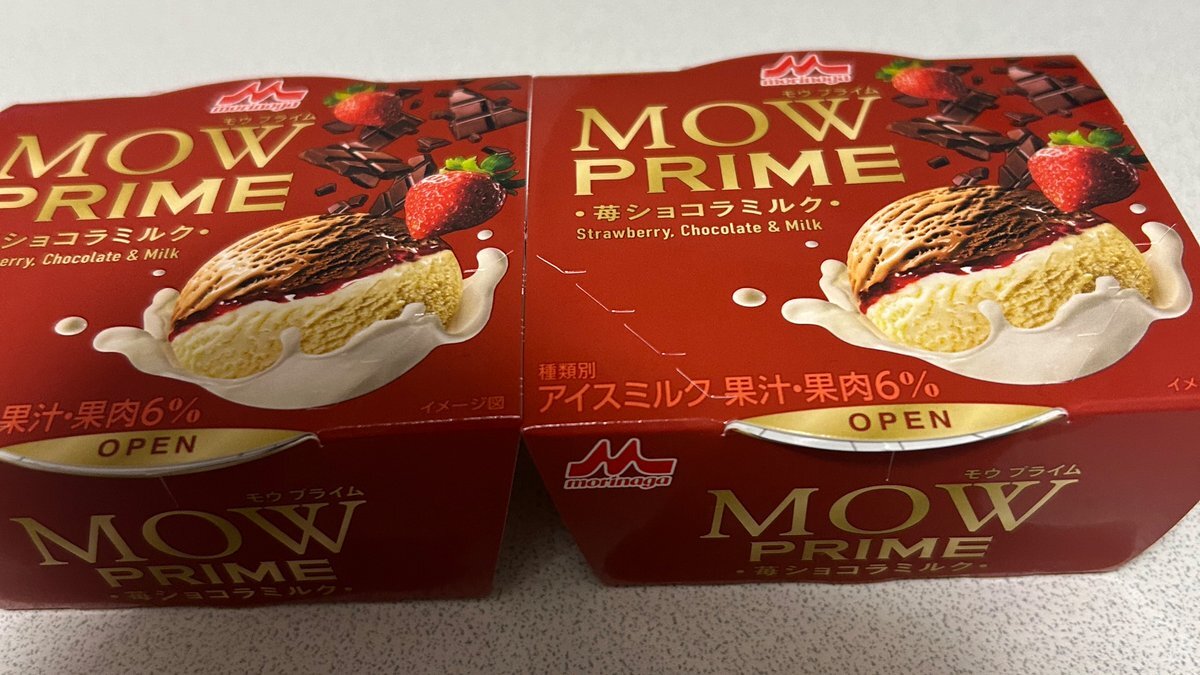 morinaga
モウ プライム
MOW
PRIME
ショコラミルク・
erry, Chocolate & Milk
果汁・果肉6%
イメージ図
OPEN
モウ プライム
MOW
PRIME
・苺ショコラミルク・
morinaga
モウ プライム
MOW
PRIME
・苺ショコラミルク・
Strawberry, Chocolate & Milk
種類別
アイスミルク 果汁・果肉6%
イメ
OPEN
morinaga
モウ プライム
MOW
PRIME
・苺ショコラミルク・